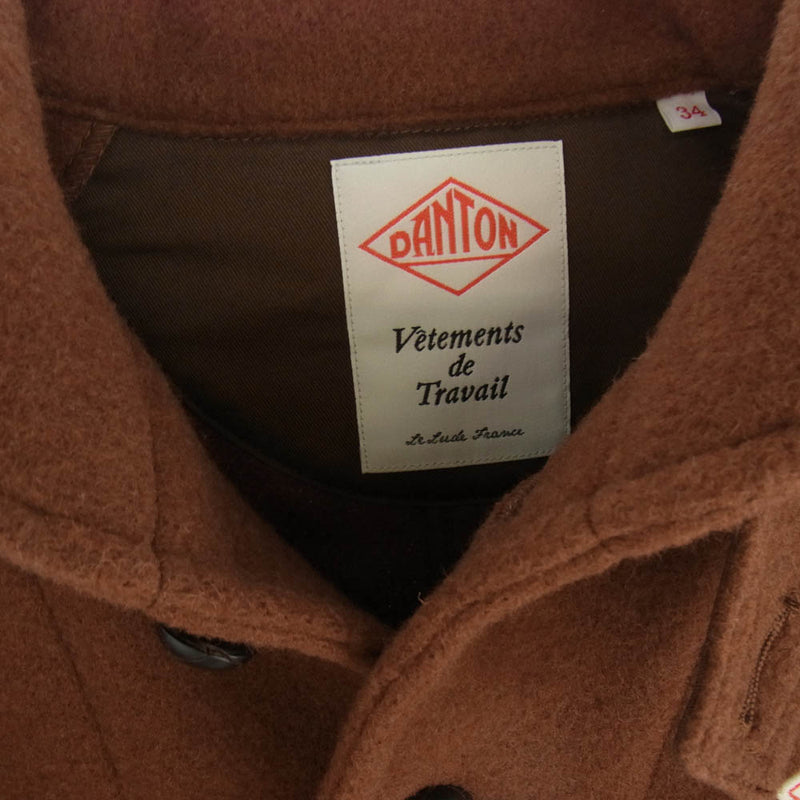 34
DANTON
Vêtements
de
Travail
Le Lude France